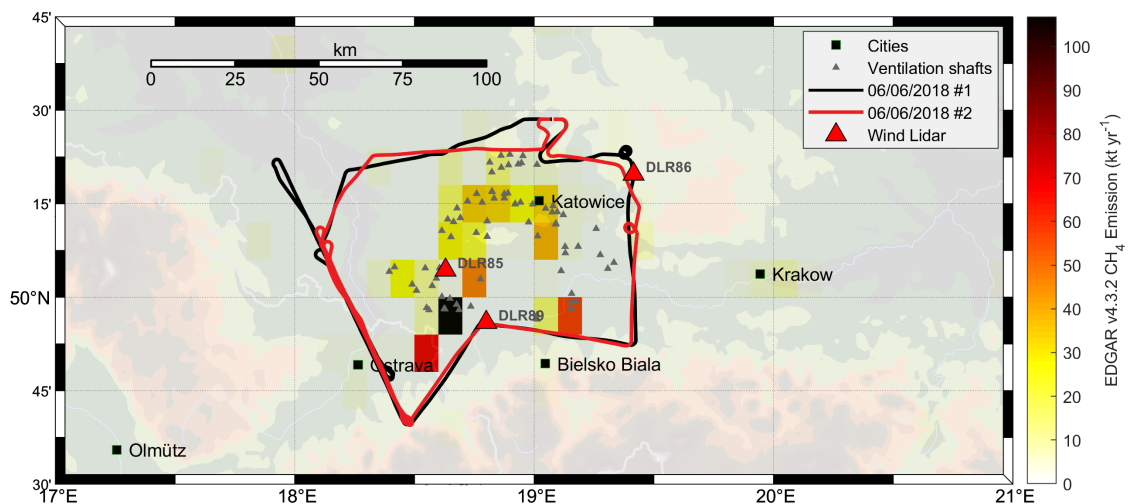 45'
30'
15'
50°N
45'
30'
17°E
18°E
19°E
20°E
21°E
km
0
25
50
75
100
Cities
Ventilation shafts
06/06/2018 #1
06/06/2018 #2
Wind Lidar
DLR86
Katowice
DLR85
Krakow
DLR89
Ostrava
Bielsko Biala
Olmütz
100
90
80
70
60
50
40
30
20
10
0
EDGAR v4.3.2 CH4 Emission (kt yr-1)